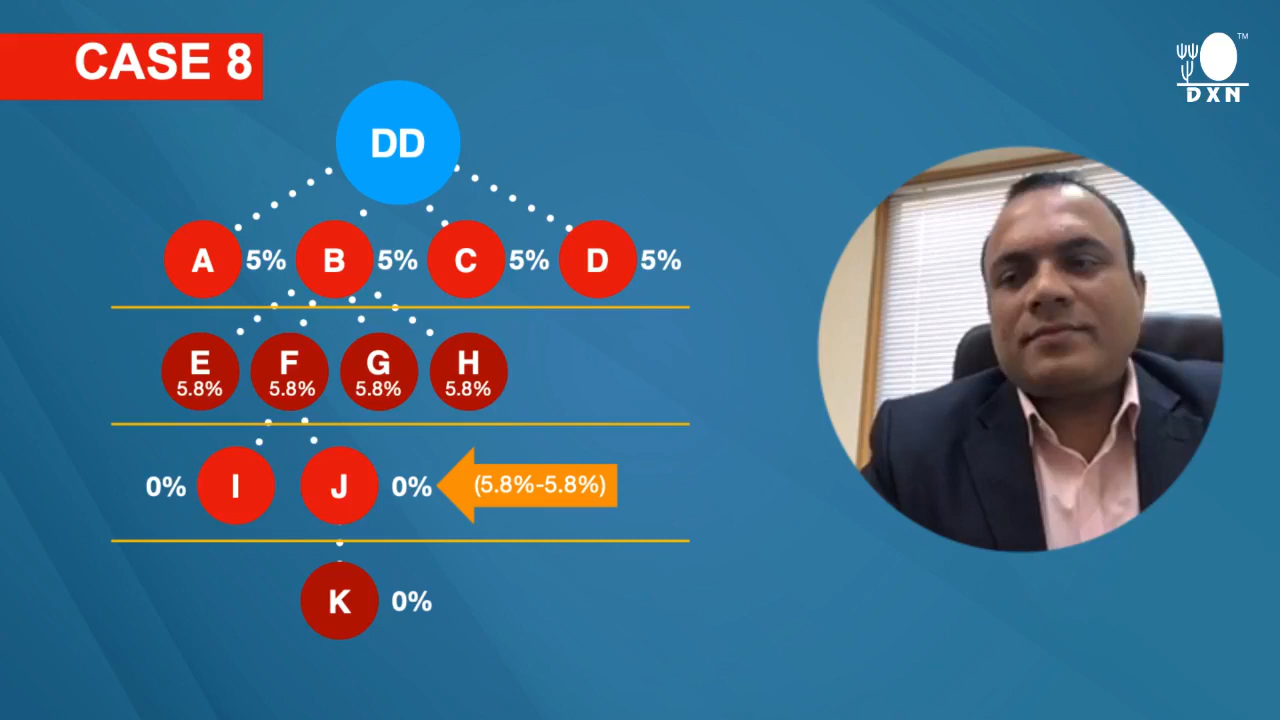 CASE 8
TM
DXN
DD
A 5% B 5% C 5% D 5%
E F G H
5.8% 5.8% 5.8% 5.8%
0% I J 0% (5.8%-5.8%)
K 0%